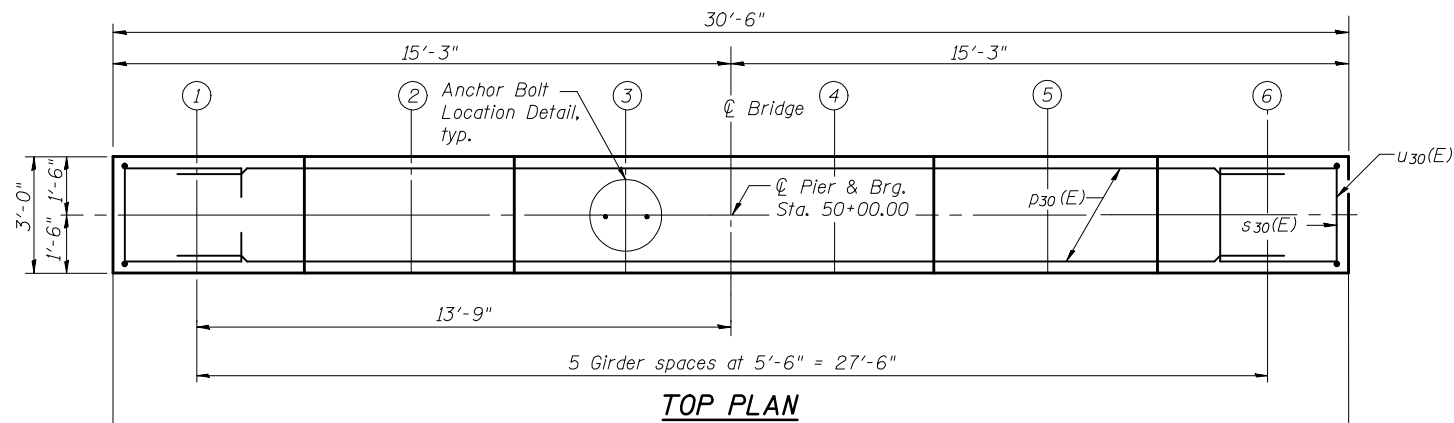 30'-6"
15'-3"
15'-3"
1
2
Anchor Bolt
Location Detail,
typ.
3
℄ Bridge
4
5
6
3'-0"
1'-6"
1'-6"
℄ Pier & Brg.
Sta. 50+00.00
p30(E)
s30(E)
u30(E)
13'-9"
5 Girder spaces at 5'-6" = 27'-6"
TOP PLAN